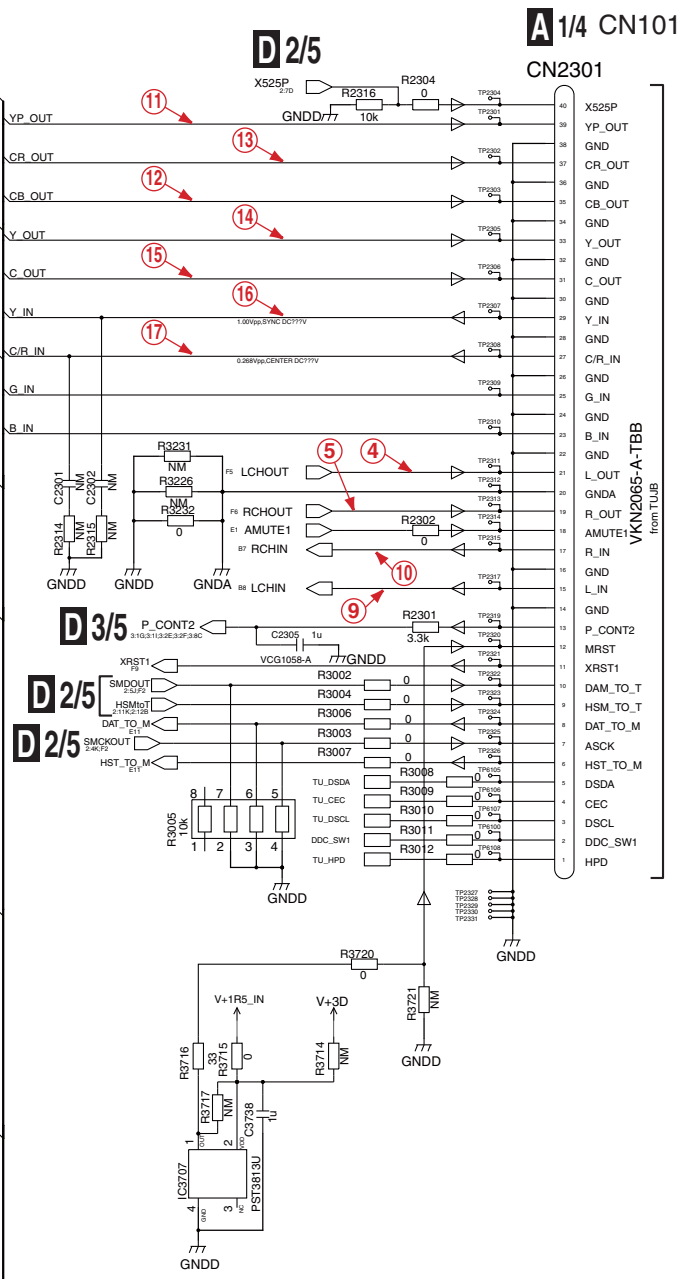 A 1/4 CN101
D 2/5
CN2301
X525P
2:7D
R2316
10k
GNDD
R2304
0
TP2304
40 X525P
YP_OUT
11
TP2301
39 YP_OUT
38 GND
CR_OUT
13
TP2302
37 CR_OUT
36 GND
CB_OUT
12
TP2303
35 CB_OUT
34 GND
Y_OUT
14
TP2305
33 Y_OUT
32 GND
C_OUT
15
TP2306
31 C_OUT
30 GND
Y_IN
16
1.00Vpp,SYNC DC???V
TP2307
29 Y_IN
28 GND
C/R_IN
17
0.268Vpp,CENTER DC???V
TP2308
27 C/R_IN
26 GND
G_IN
TP2309
25 G_IN
24 GND
B_IN
TP2310
23 B_IN
22 GND
VKN2065-A-TBB
from TUJB
C2301
NM
C2302
NM
R2314
NM
R2315
NM
GNDD
R3231
NM
R3226
NM
R3232
0
GNDD
GNDA
F5 LCHOUT
4
TP2311
21 L_OUT
TP2312
20 GNDA
F6 RCHOUT
5
TP2313
19 R_OUT
E1 AMUTE1
R2302
0
TP2314
18 AMUTE1
B7 RCHIN
10
TP2315
17 R_IN
16 GND
B8 LCHIN
9
TP2317
15 L_IN
14 GND
D 3/5
P_CONT2
3:1G;3:1I;3:2E;3:2F;3:8C
C2305
1u
VCG1058-A
GNDD
R2301
3.3k
TP2319
13 P_CONT2
TP2320
12 MRST
XRST1
F9
TP2321
11 XRST1
D 2/5
SMDOUT
2:5J;F2
R3002
0
TP2322
10 DAM_TO_T
HSMtoT
2:11K;2:12B
R3004
0
TP2323
9 HSM_TO_T
DAT_TO_M
E11
R3006
0
TP2324
8 DAT_TO_M
D 2/5
SMCKOUT
2:4K;F2
R3003
0
TP2325
7 ASCK
HST_TO_M
E11
R3007
0
TP2326
6 HST_TO_M
TU_DSDA
R3008
0
TP6105
5 DSDA
TU_CEC
R3009
0
TP6106
4 CEC
TU_DSCL
R3010
0
TP6107
3 DSCL
DDC_SW1
R3011
0
TP6100
2 DDC_SW1
TU_HPD
R3012
0
TP6108
1 HPD
R3005
10k
8 7 6 5
1 2 3 4
GNDD
TP2327
TP2328
TP2329
TP2330
TP2331
GNDD
R3720
0
R3721
NM
GNDD
V+1R5_IN
V+3D
R3716
33
R3715
0
R3714
NM
R3717
NM
C3738
1u
1 OUT
2 VDD
IC3707
PST3813U
4 GND
3 NC
GNDD